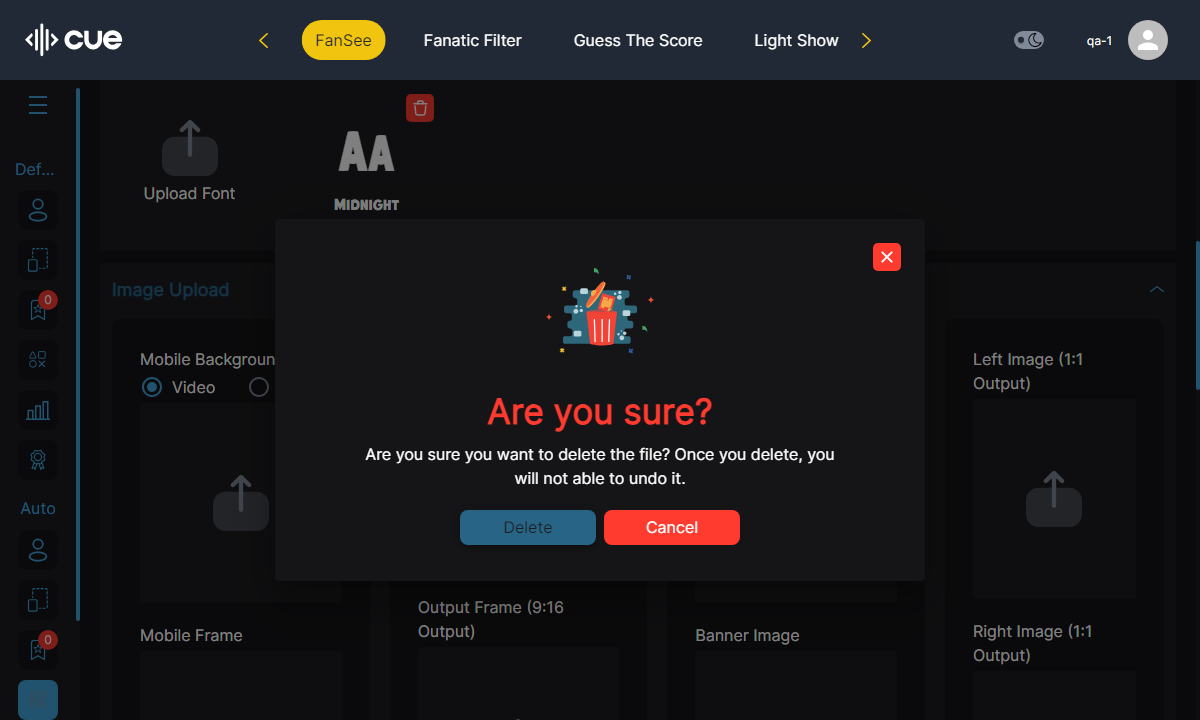 cue
FanSee
Fanatic Filter
Guess The Score
Light Show
qa-1
Def...
Upload Font
AA
MIDNIGHT
Image Upload
0
Mobile Backgroun
Video
Left Image (1:1
Output)
Are you sure?
Are you sure you want to delete the file? Once you delete, you
will not able to undo it.
Delete
Cancel
Auto
Output Frame (9:16
Output)
Mobile Frame
Banner Image
Right Image (1:1
Output)
0